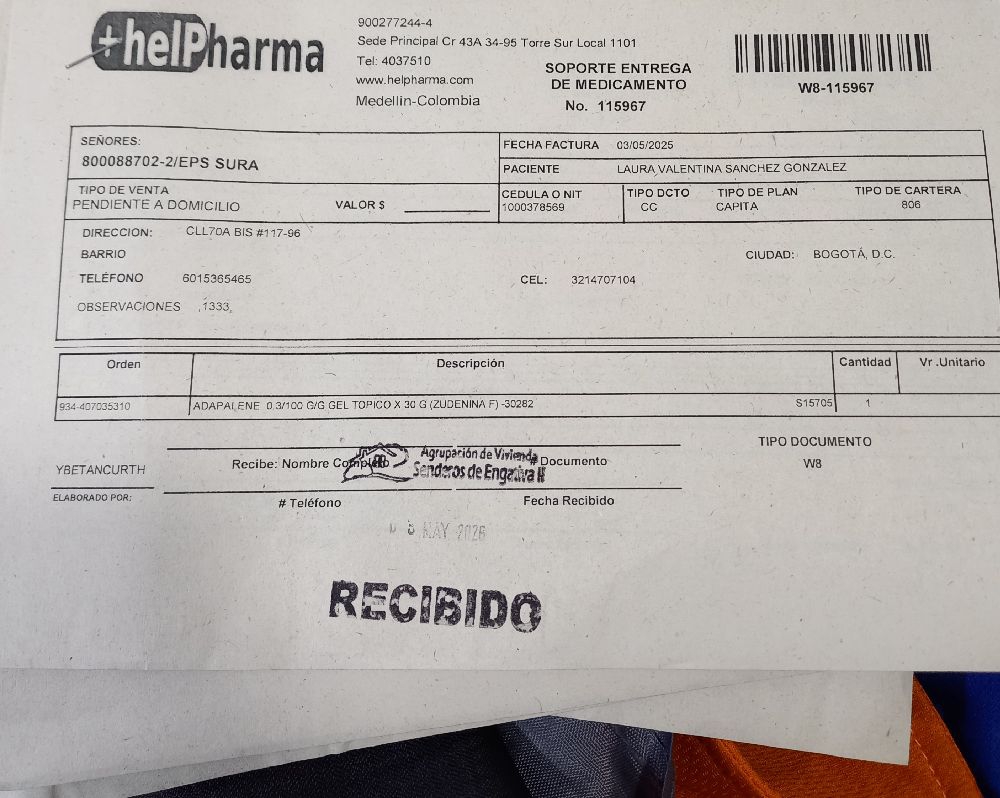 +helPharma
900277244-4
Sede Principal Cr 43A 34-95 Torre Sur Local 1101
Tel: 4037510
www.helpharma.com
Medellin-Colombia
SOPORTE ENTREGA
DE MEDICAMENTO
No. 115967
W8-115967
SEÑORES:
800088702-2/EPS SURA
FECHA FACTURA 03/05/2025
PACIENTE LAURA VALENTINA SANCHEZ GONZALEZ
TIPO DE VENTA
PENDIENTE A DOMICILIO VALOR $
CEDULA O NIT TIPO DCTO TIPO DE PLAN TIPO DE CARTERA
1000378569 CC CAPITA 806
DIRECCION: CLL70A BIS #117-96
BARRIO CIUDAD: BOGOTÁ, D.C.
TELÉFONO 6015365465 CEL: 3214707104
OBSERVACIONES ,1333,
Orden Descripción Cantidad Vr .Unitario
934-407035310 ADAPALENE 0.3/100 G/G GEL TOPICO X 30 G (ZUDENINA F) -30282 S15705 1
TIPO DOCUMENTO
W8
YBETANCURTH
ELABORADO POR:
Recibe: Nombre Completo # Documento
Agrupación de Vivienda
Senderos de Engativa II
# Teléfono Fecha Recibido
MAY
RECIBIDO